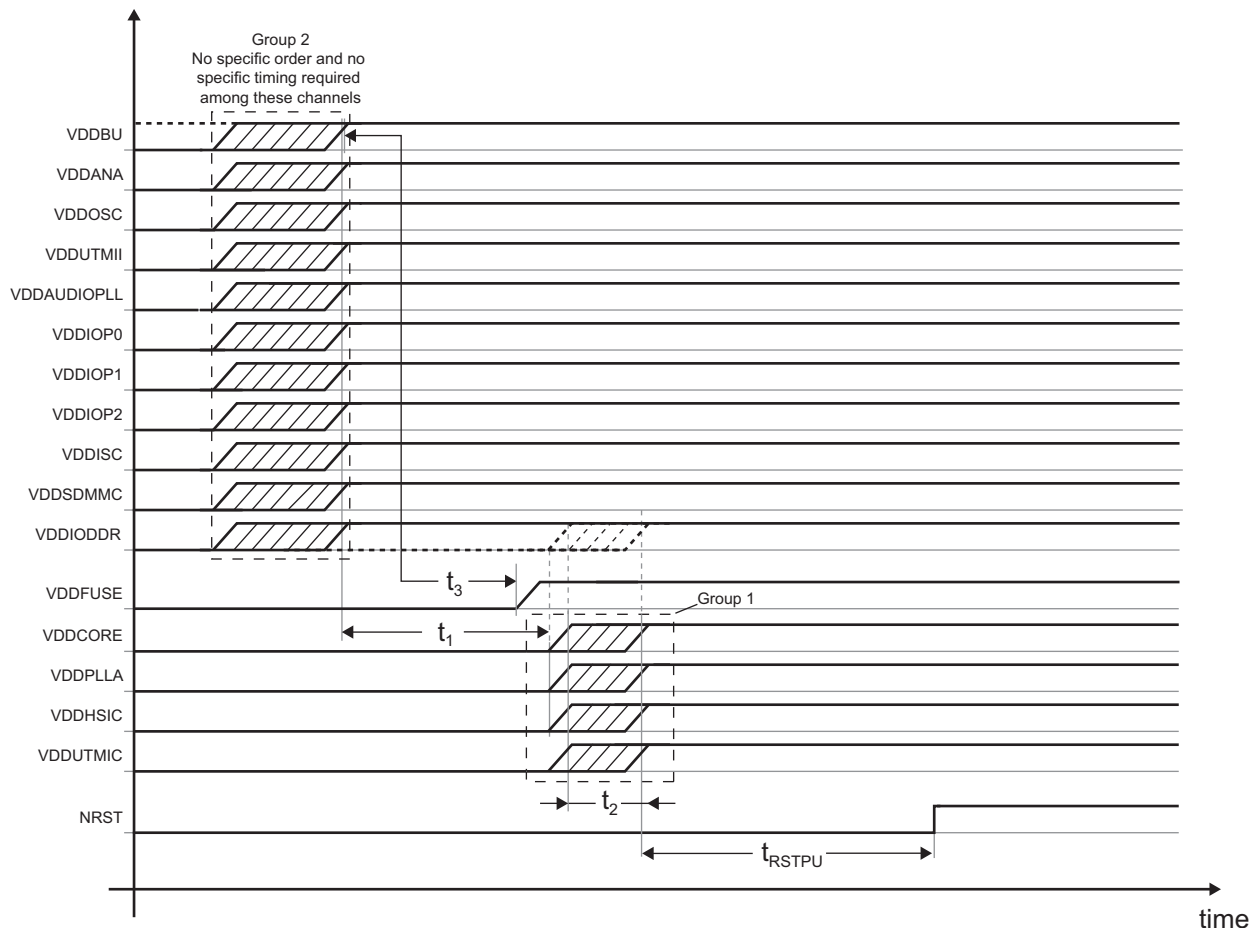 Group 2
No specific order and no
specific timing required
among these channels
VDDBU
VDDANA
VDDOSC
VDDUTMII
VDDAUDIOPLL
VDDIOP0
VDDIOP1
VDDIOP2
VDDISC
VDDSDMMC
VDDIODDR
VDDFUSE
t3
Group 1
VDDCORE
t1
VDDPLLA
VDDHSIC
VDDUTMIC
t2
NRST
tRSTPU
time